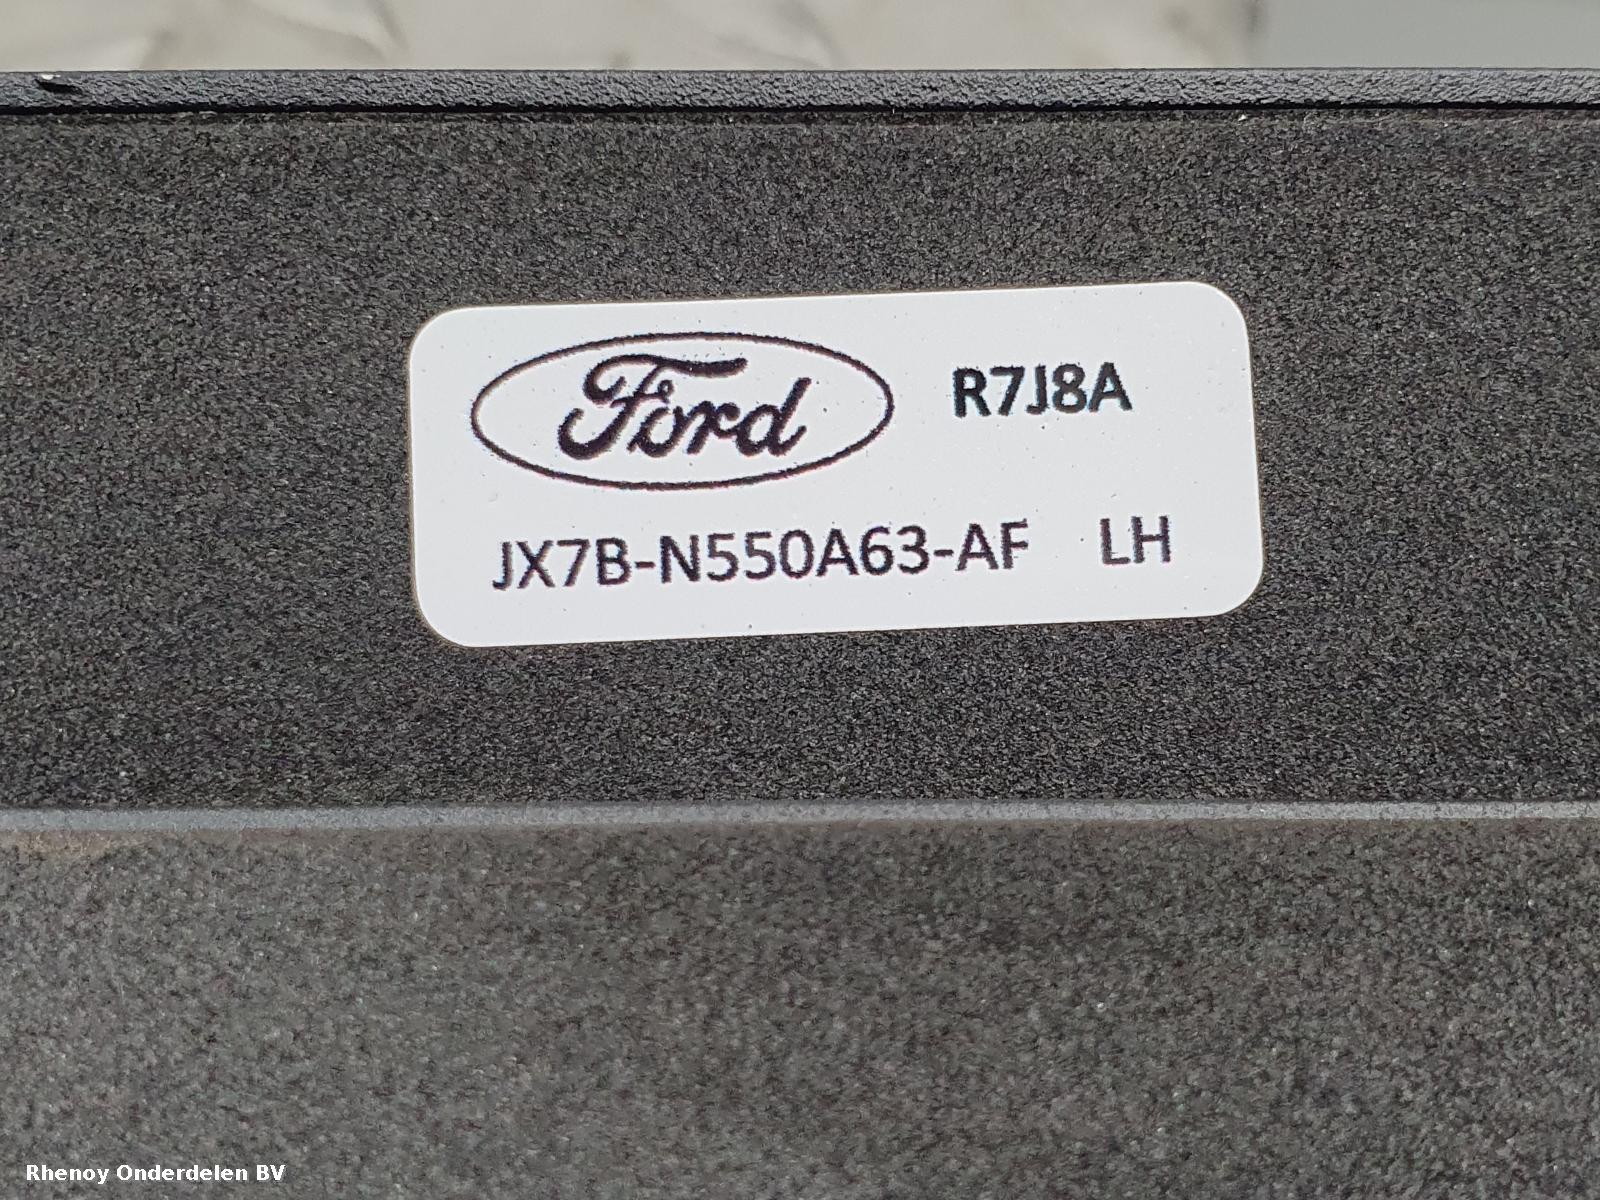 Ford R7J8A
JX7B-N550A63-AF LH
Rhenoy Onderdelen BV